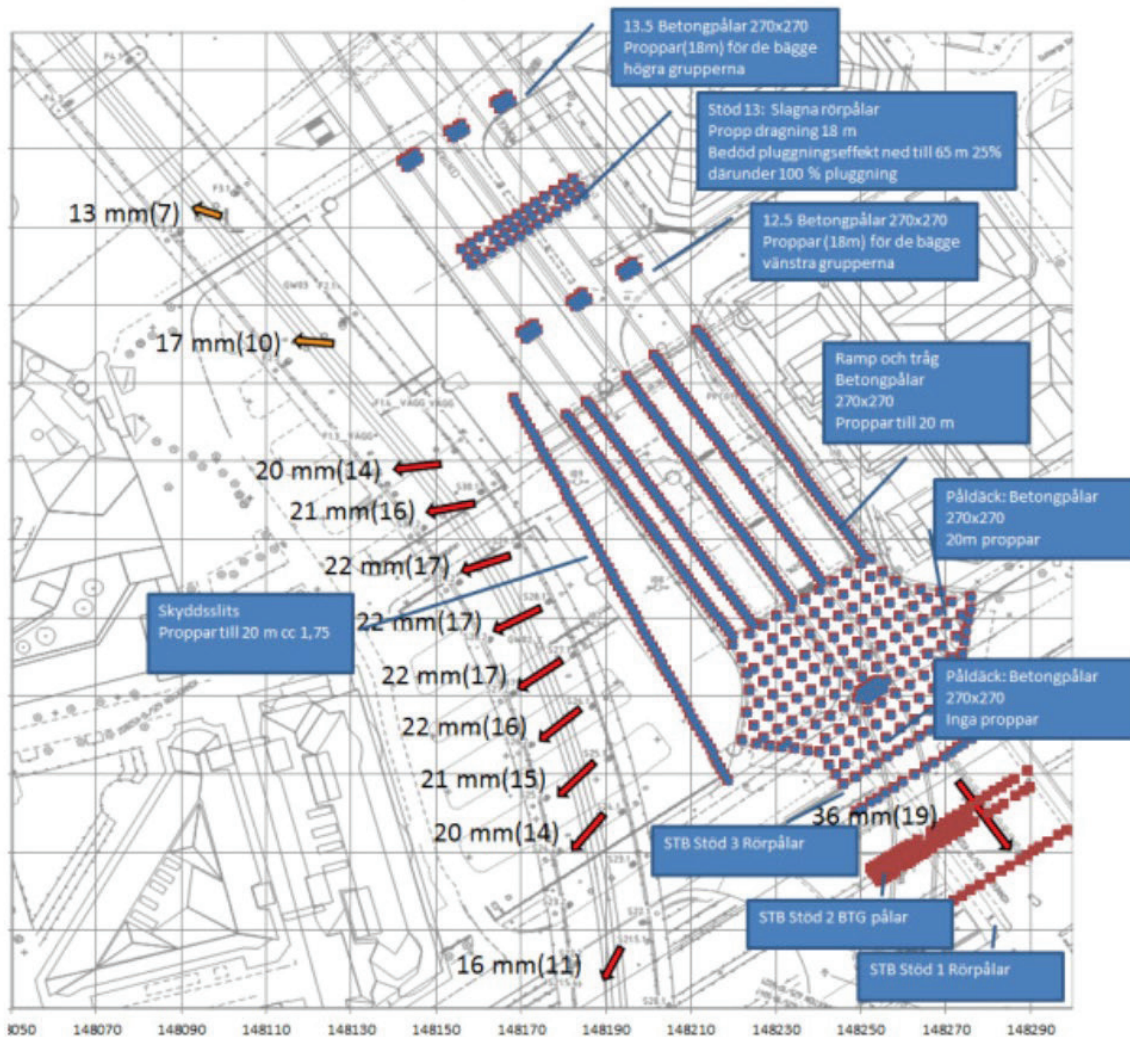 13.5 Betongpålar 270x270
Proppar(18m) för de bägge
högra grupperna
Stöd 13: Slagna rörpålar
Propp dragning 18 m
Bedöd pluggningseffekt ned till 65 m 25%
därunder 100 % pluggning
13 mm(7)
12.5 Betongpålar 270x270
Proppar (18m) för de bägge
vänstra grupperna
17 mm(10)
Ramp och tråg
Betongpålar
270x270
Proppar till 20 m
20 mm(14)
21 mm(16)
Påldäck: Betongpålar
270x270
20m proppar
22 mm(17)
Skyddsslits
Proppar till 20 m cc 1,75
22 mm(17)
22 mm(17)
Påldäck: Betongpålar
270x270
Inga proppar
22 mm(16)
21 mm(15)
36 mm(19)
20 mm(14)
STB Stöd 3 Rörpålar
STB Stöd 2 BTG pålar
16 mm(11)
STB Stöd 1 Rörpålar
148070 148090 148110 148130 148150 148170 148190 148210 148230 148250 148270 148290